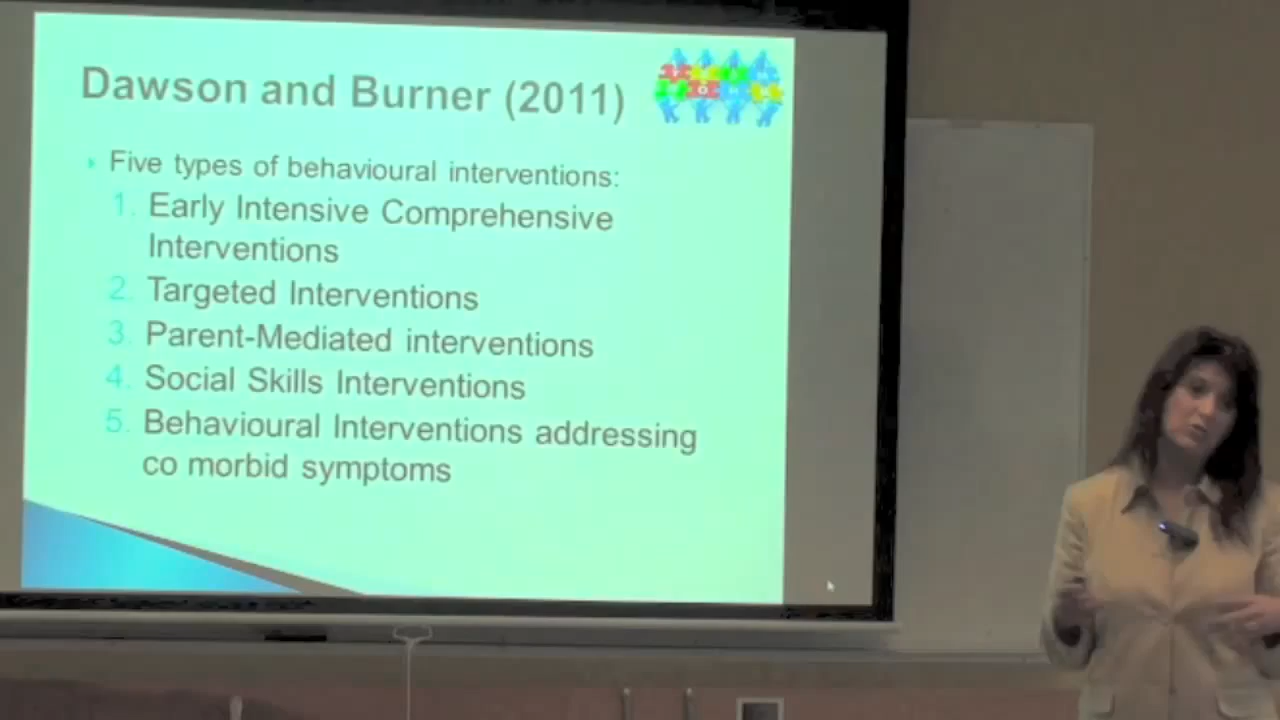 Dawson and Burner (2011)
Five types of behavioural interventions:
1. Early Intensive Comprehensive
Interventions
2. Targeted Interventions
3. Parent-Mediated interventions
4. Social Skills Interventions
5. Behavioural Interventions addressing
co morbid symptoms